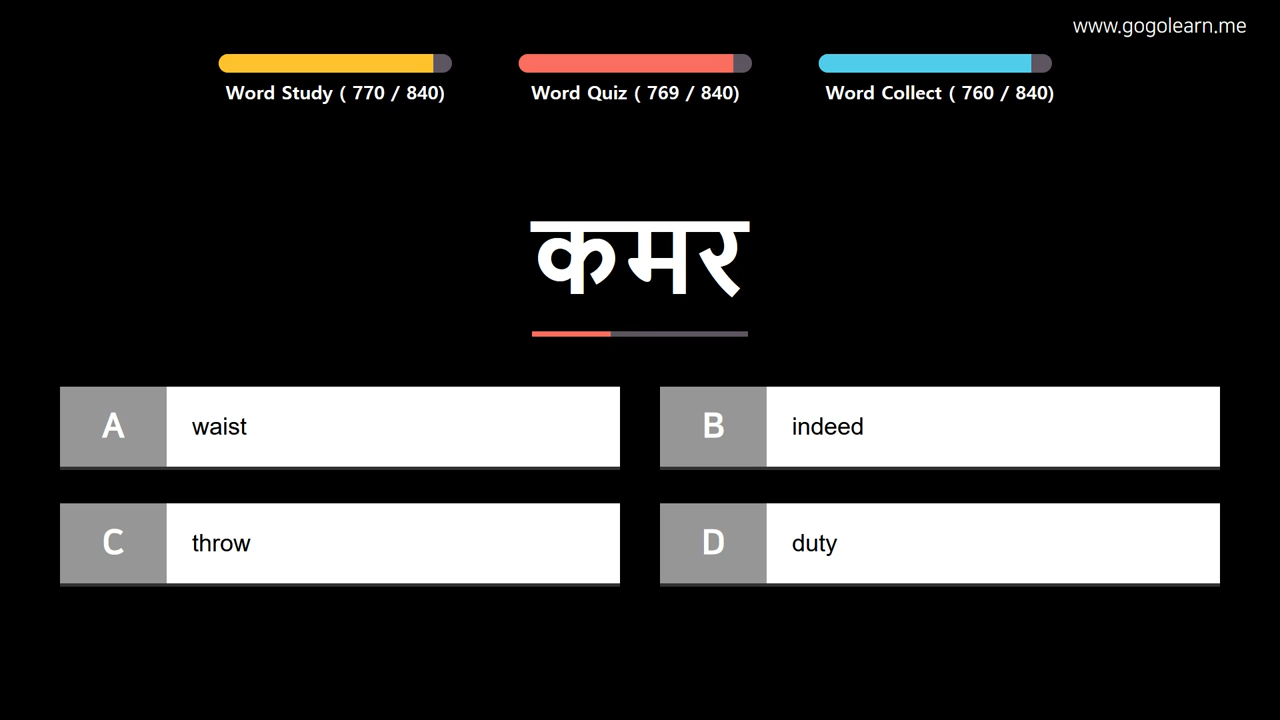 www.gogolearn.me
Word Study ( 770 / 840)
Word Quiz ( 769 / 840)
Word Collect ( 760 / 840)
कमर
A
waist
B
indeed
C
throw
D
duty